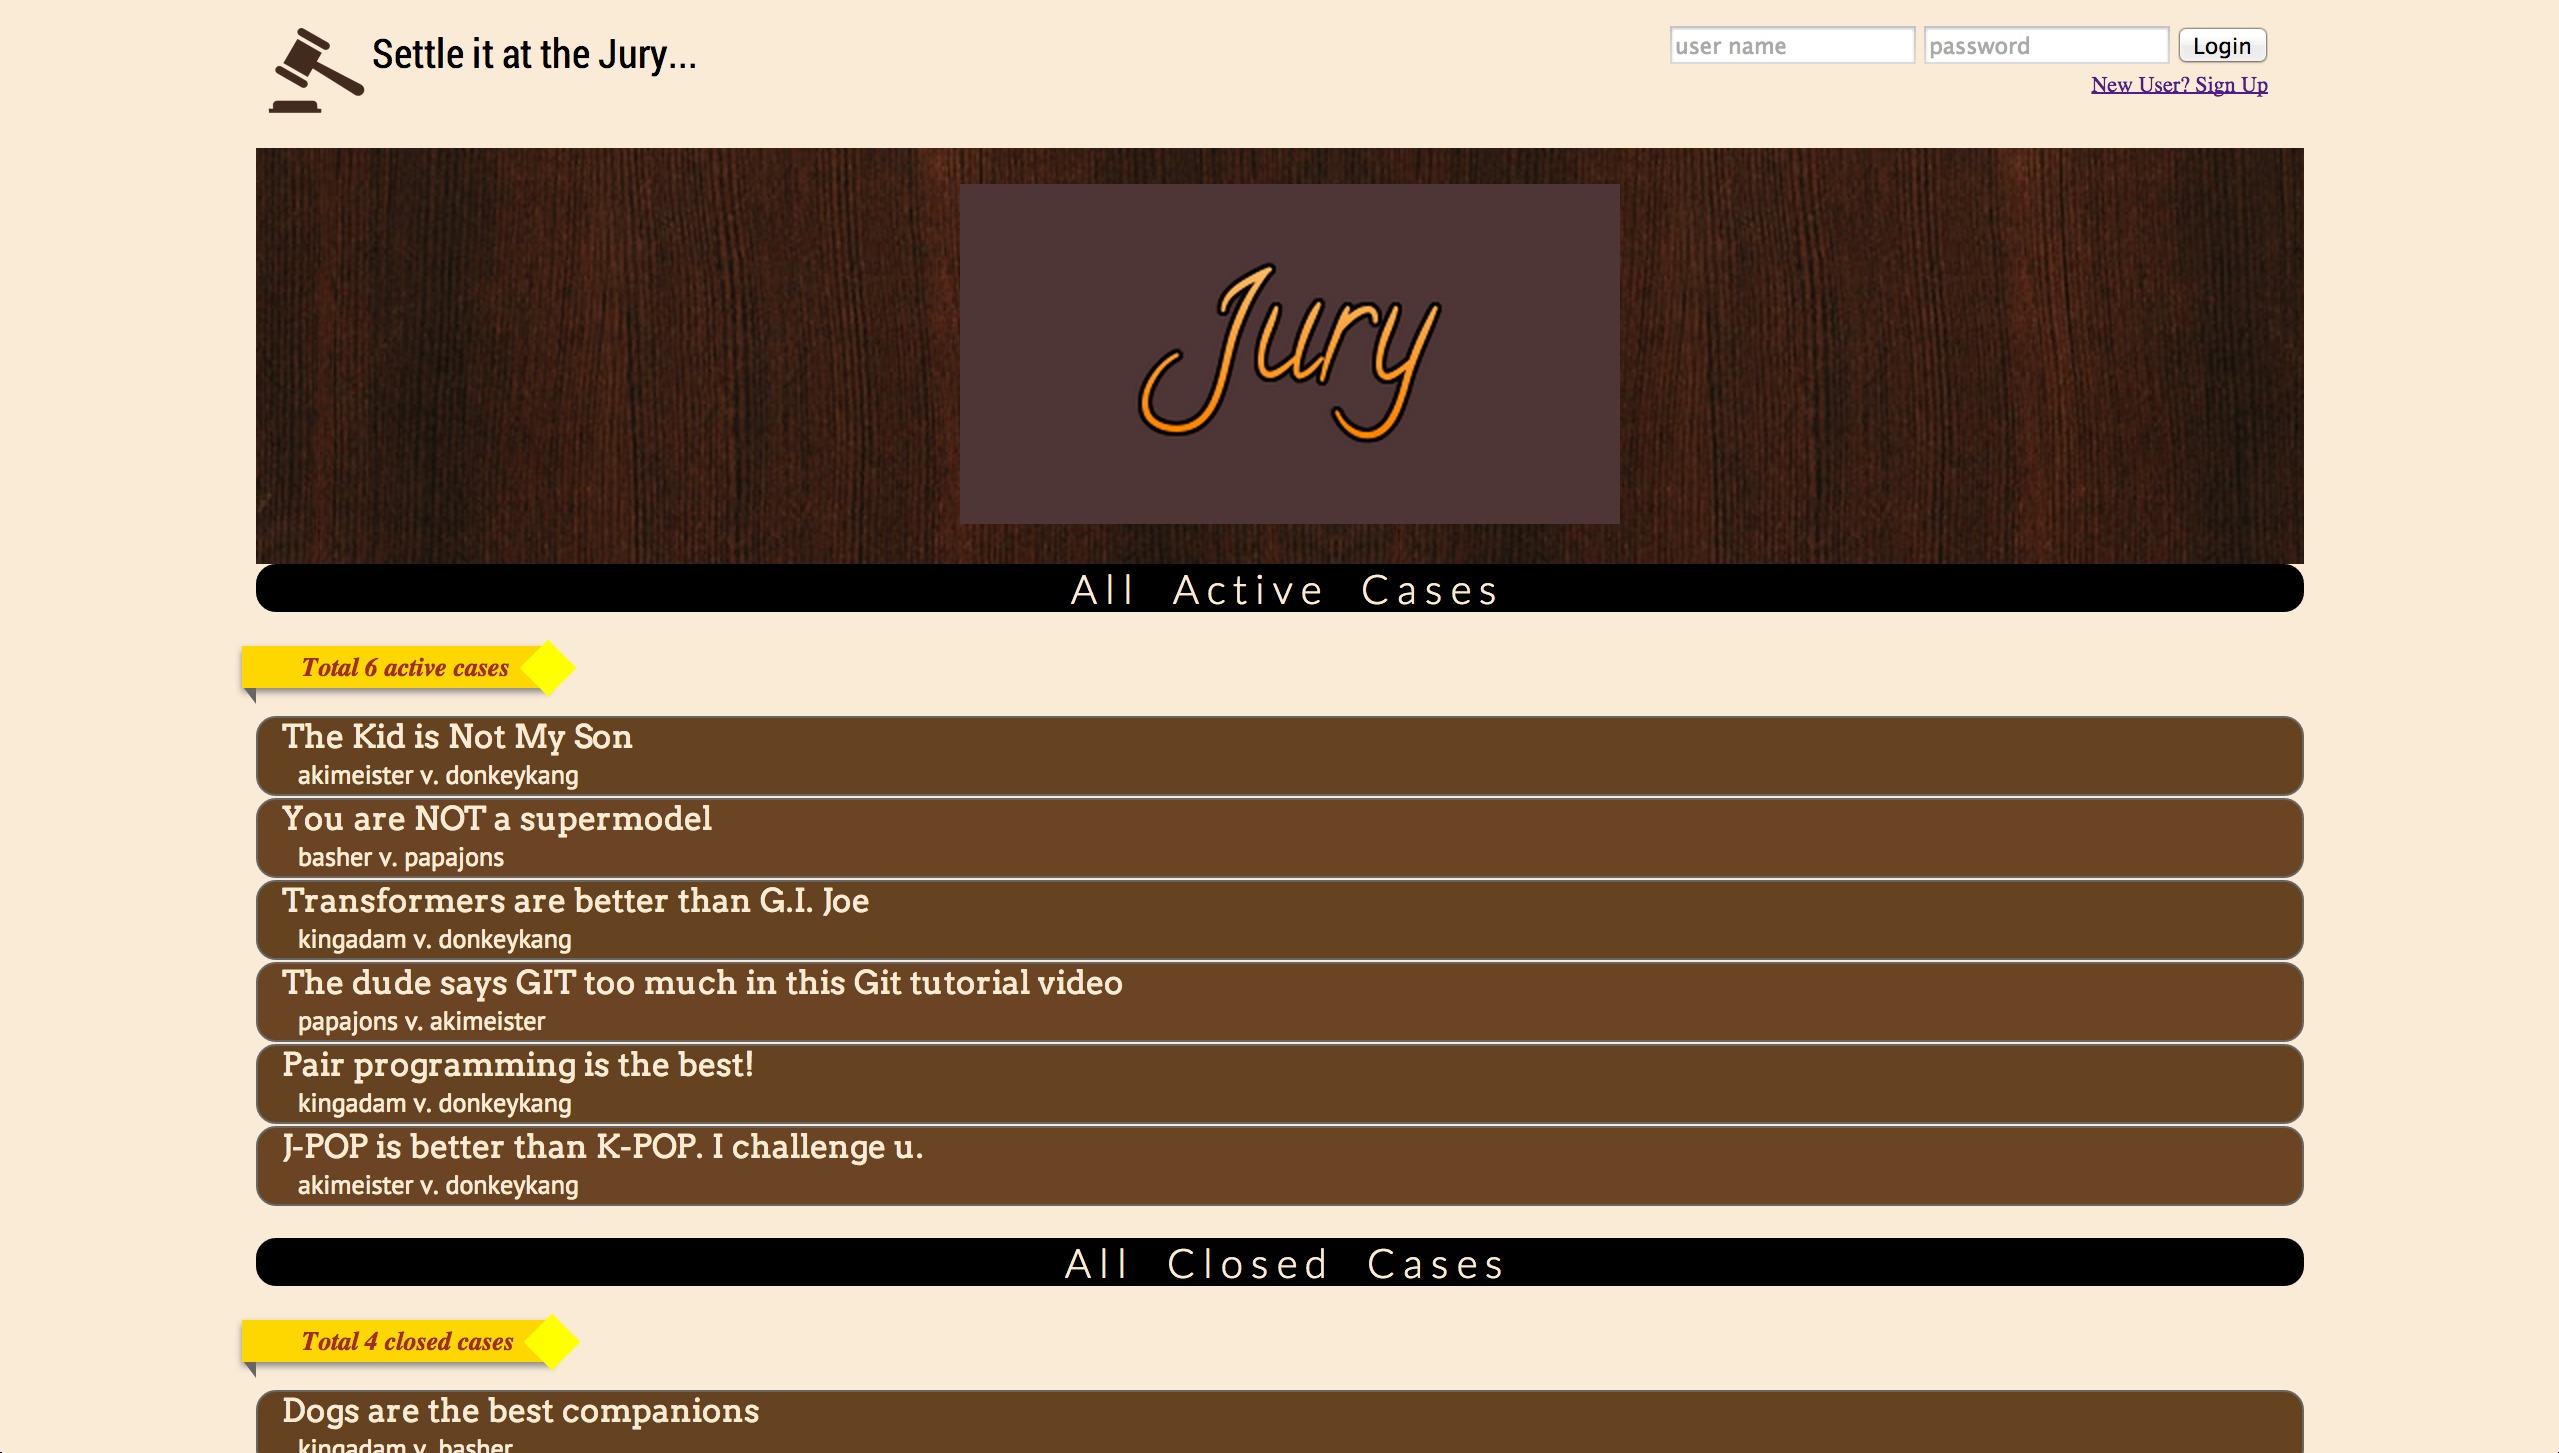 Settle it at the Jury...
user name
password
Login
New User? Sign Up
Jury
All Active Cases
Total 6 active cases
The Kid is Not My Son
akimeister v. donkeykang
You are NOT a supermodel
basher v. papajons
Transformers are better than G.I. Joe
kingadam v. donkeykang
The dude says GIT too much in this Git tutorial video
papajons v. akimeister
Pair programming is the best!
kingadam v. donkeykang
J-POP is better than K-POP. I challenge u.
akimeister v. donkeykang
All Closed Cases
Total 4 closed cases
Dogs are the best companions
kingadam v. basher